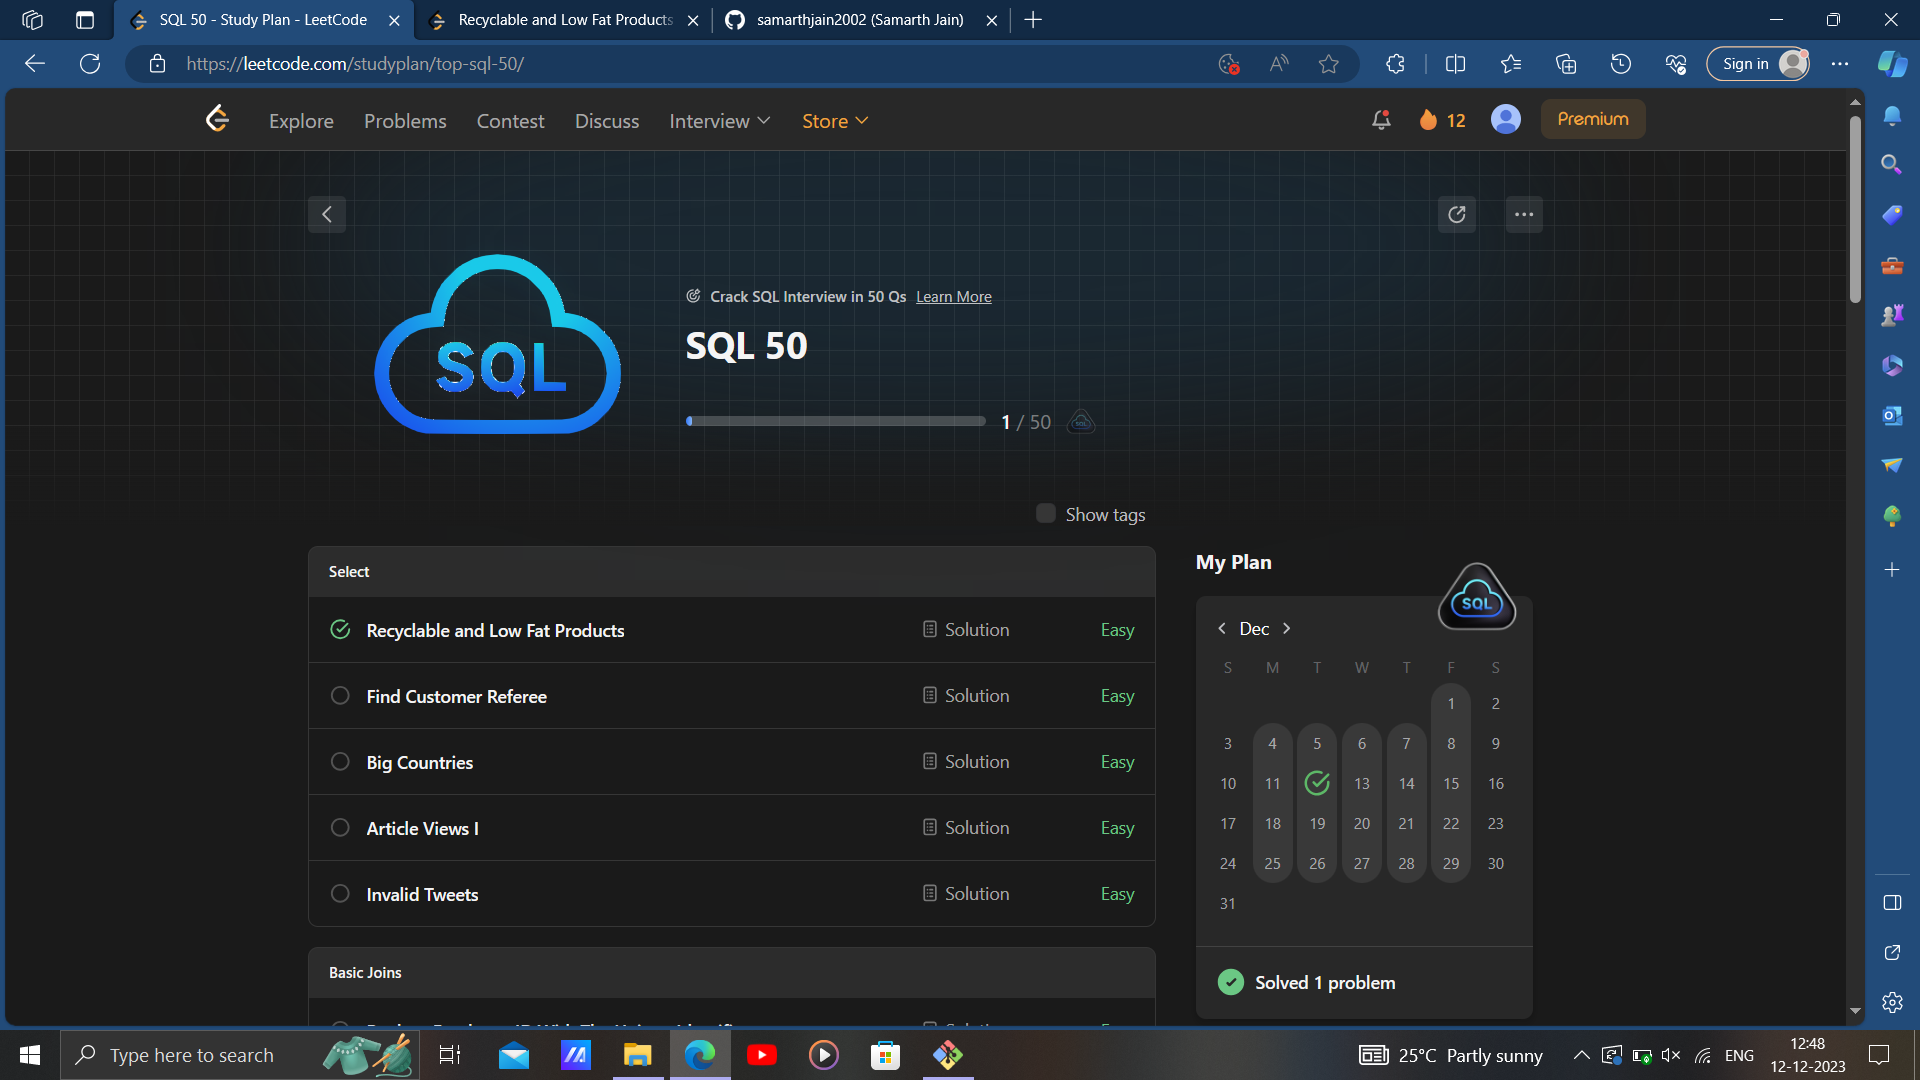 SQL 50 - Study Plan - LeetCode
Recyclable and Low Fat Products
samarthjain2002 (Samarth Jain)
https://leetcode.com/studyplan/top-sql-50/
Sign in
Explore Problems Contest Discuss Interview Store
12
Premium
Crack SQL Interview in 50 Qs Learn More
SQL
SQL 50
1 / 50
Show tags
Select
Recyclable and Low Fat Products Solution Easy
Find Customer Referee Solution Easy
Big Countries Solution Easy
Article Views I Solution Easy
Invalid Tweets Solution Easy
Basic Joins
My Plan
SQL
Dec
S M T W T F S
1 2
3 4 5 6 7 8 9
10 11 13 14 15 16
17 18 19 20 21 22 23
24 25 26 27 28 29 30
31
Solved 1 problem
Type here to search
25°C Partly sunny
ENG
12:48
12-12-2023